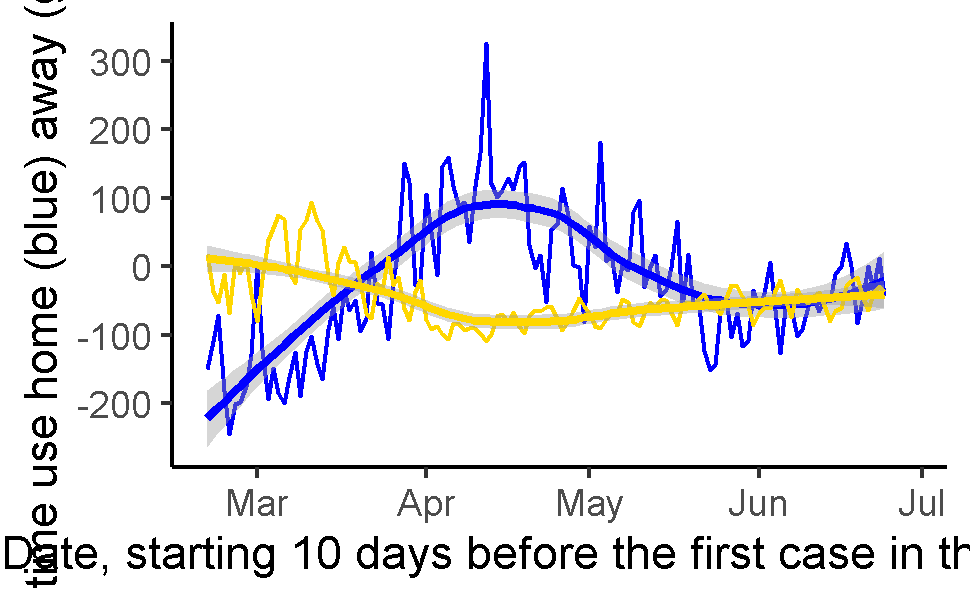 time use home (blue) away (
300
200
100
0
-100
-200
Mar Apr May Jun Jul
Date, starting 10 days before the first case in th